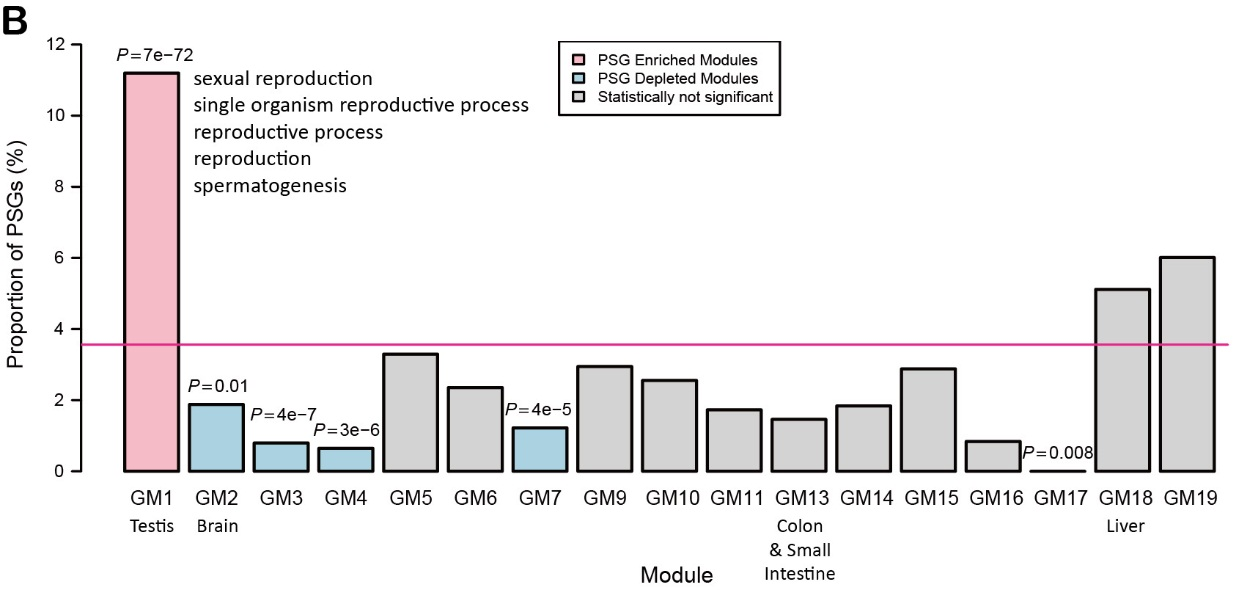 B
12
10
8
6
4
2
0
Proportion of PSGs (%)
P=7e−72
sexual reproduction
single organism reproductive process
reproductive process
reproduction
spermatogenesis
PSG Enriched Modules
PSG Depleted Modules
Statistically not significant
P=0.01
P=4e−7
P=3e−6
P=4e−5
P=0.008
GM1 GM2 GM3 GM4 GM5 GM6 GM7 GM9 GM10 GM11 GM13 GM14 GM15 GM16 GM17 GM18 GM19
Testis Brain Colon Liver
& Small
Intestine
Module